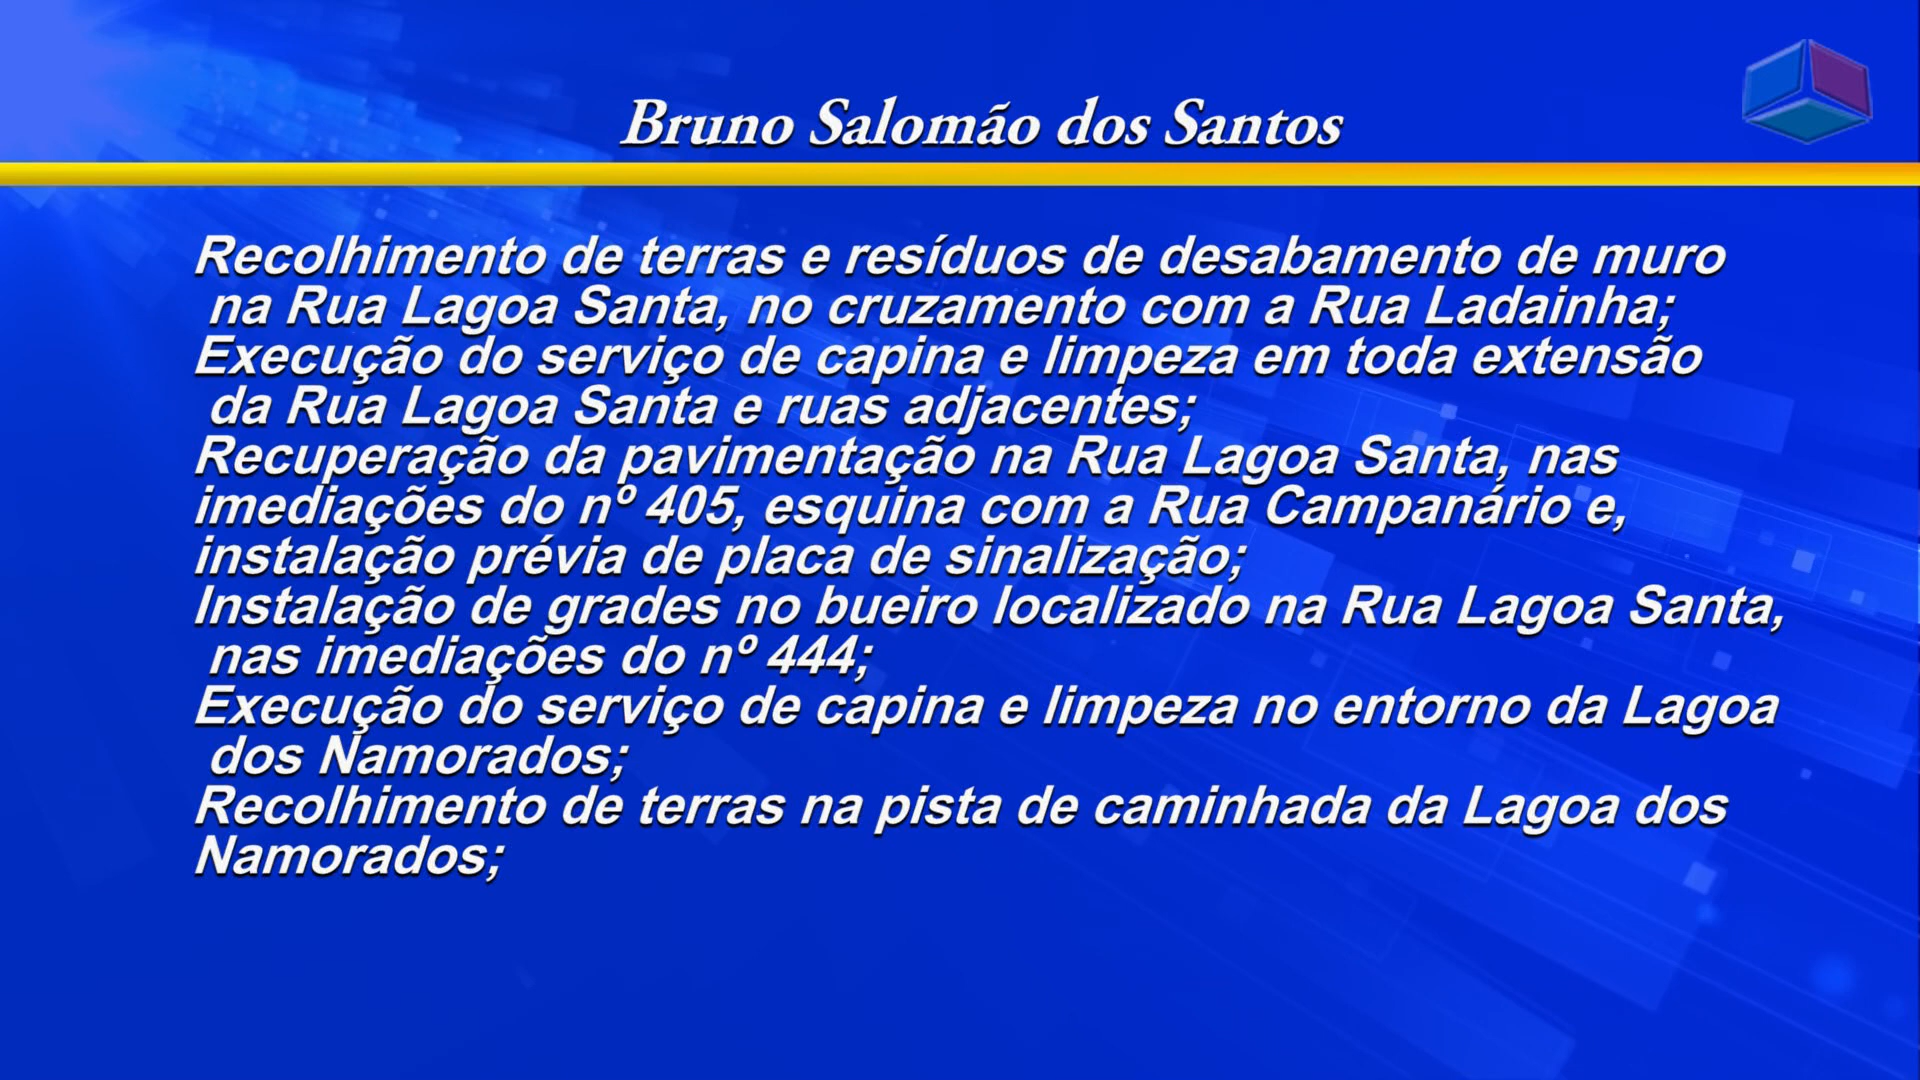 Bruno Salomão dos Santos
Recolhimento de terras e resíduos de desabamento de muro
na Rua Lagoa Santa, no cruzamento com a Rua Ladainha;
Execução do serviço de capina e limpeza em toda extensão
da Rua Lagoa Santa e ruas adjacentes;
Recuperação da pavimentação na Rua Lagoa Santa, nas
imediações do nº 405, esquina com a Rua Campanário e,
instalação prévia de placa de sinalização;
Instalação de grades no bueiro localizado na Rua Lagoa Santa,
nas imediações do nº 444;
Execução do serviço de capina e limpeza no entorno da Lagoa
dos Namorados;
Recolhimento de terras na pista de caminhada da Lagoa dos
Namorados;